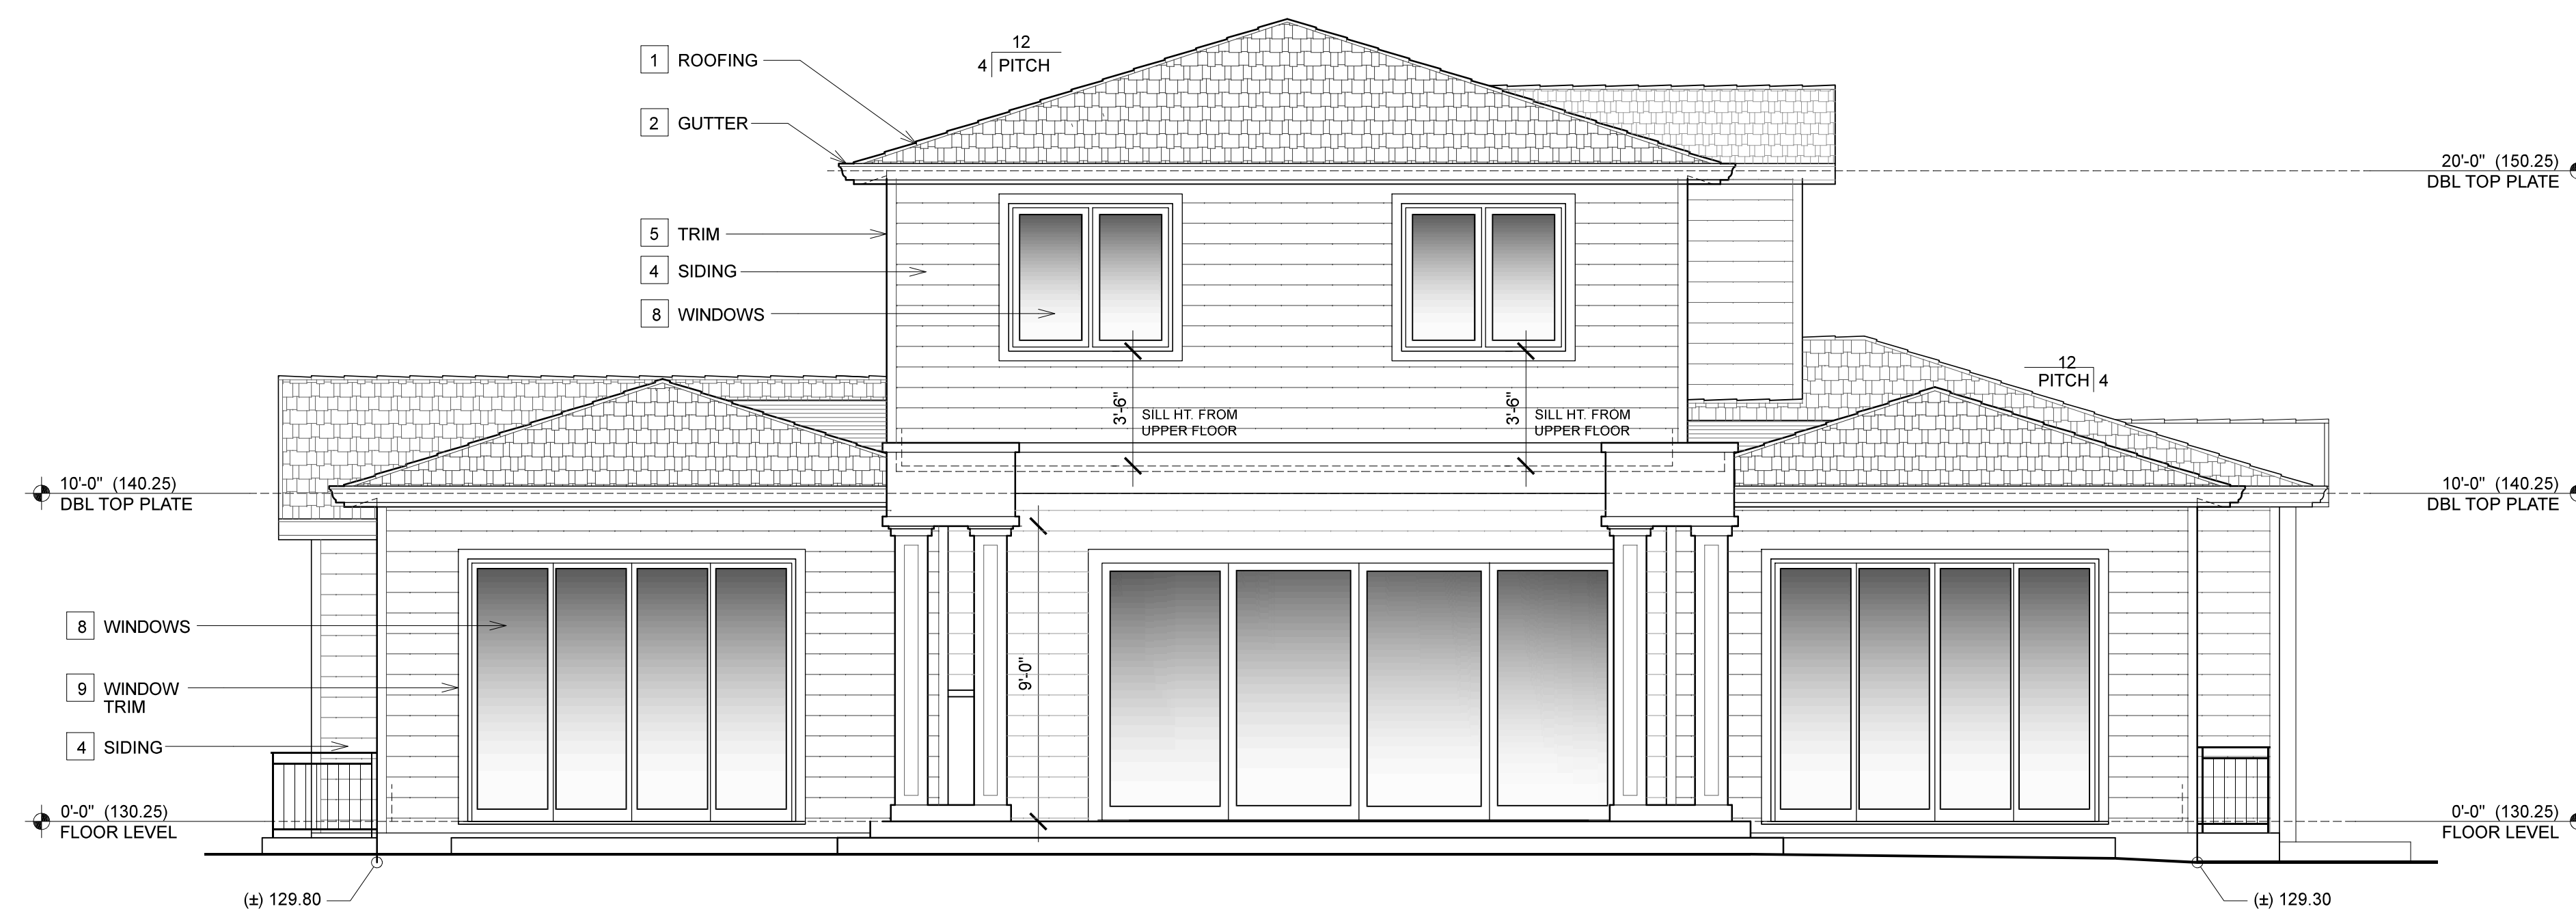 12
4 PITCH
1 ROOFING
2 GUTTER
20'-0" (150.25)
DBL TOP PLATE
5 TRIM
4 SIDING
8 WINDOWS
12
PITCH 4
3'-6"
SILL HT. FROM
UPPER FLOOR
3'-6"
SILL HT. FROM
UPPER FLOOR
10'-0" (140.25)
DBL TOP PLATE
10'-0" (140.25)
DBL TOP PLATE
8 WINDOWS
9 WINDOW
TRIM
9'-0"
4 SIDING
0'-0" (130.25)
FLOOR LEVEL
0'-0" (130.25)
FLOOR LEVEL
(±) 129.80
(±) 129.30